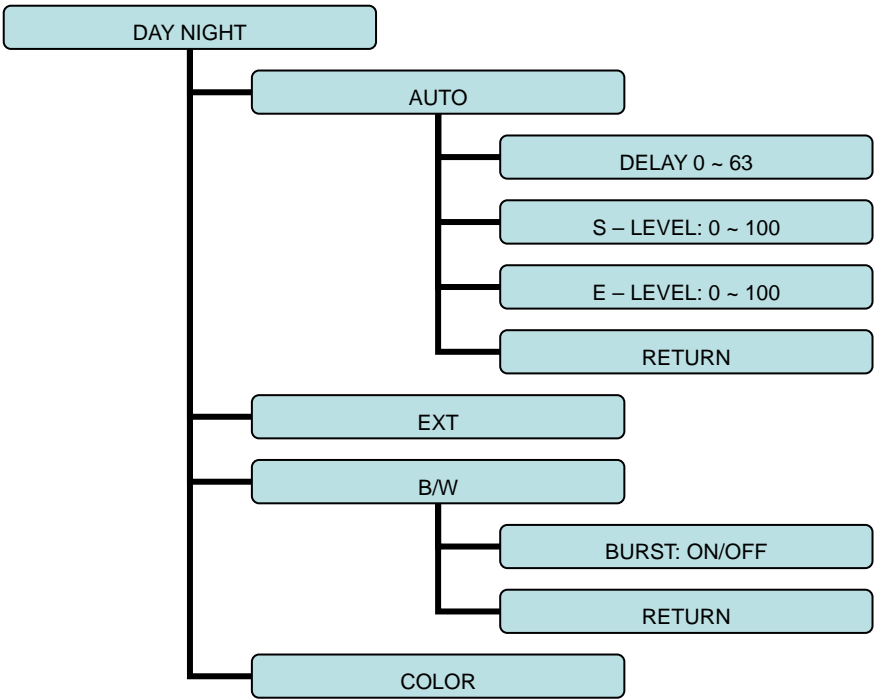 DAY NIGHT
AUTO
DELAY 0 ~ 63
S – LEVEL: 0 ~ 100
E – LEVEL: 0 ~ 100
RETURN
EXT
B/W
BURST: ON/OFF
RETURN
COLOR